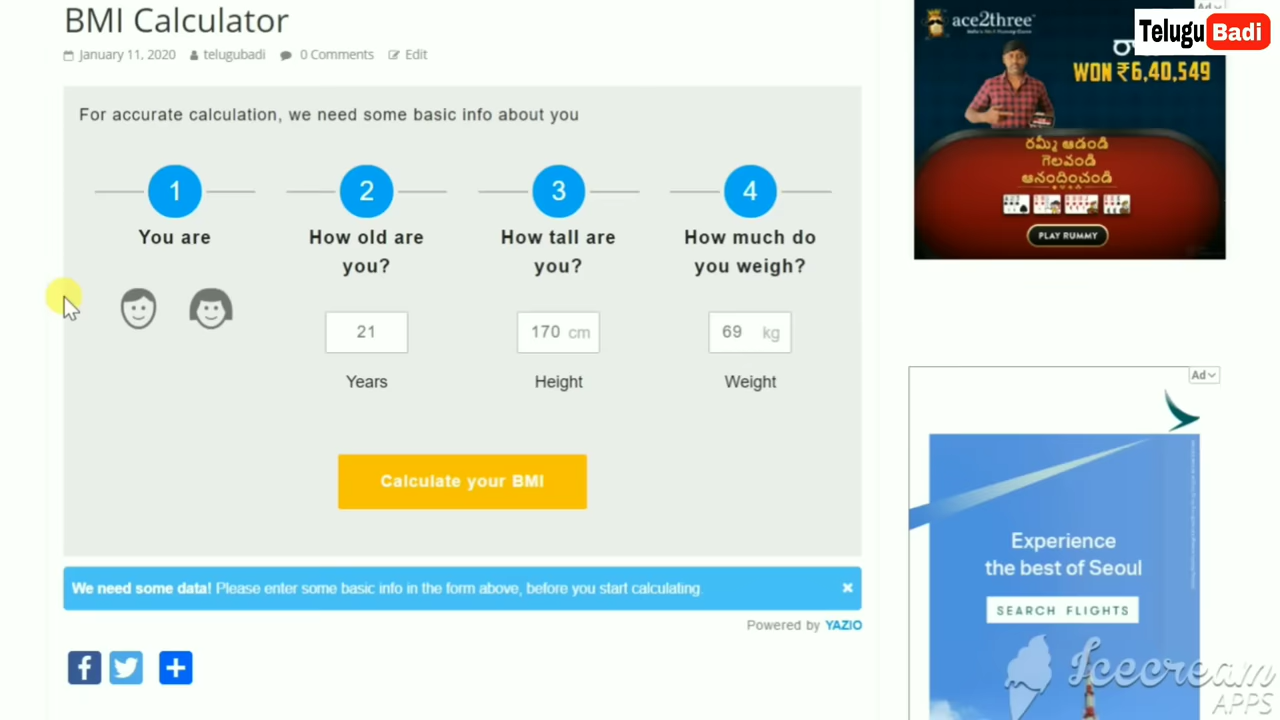 BMI Calculator
January 11, 2020 telugubadi 0 Comments Edit
For accurate calculation, we need some basic info about you
1
You are
2
How old are
you?
21
Years
3
How tall are
you?
170 cm
Height
4
How much do
you weigh?
69 kg
Weight
Calculate your BMI
We need some data! Please enter some basic info in the form above, before you start calculating.
Powered by YAZIO
Ad
ace2three
Telugu Badi
WON ₹6,40,549
రమ్మీ ఆడండి
గెలవండి
ఆనందించండి
PLAY RUMMY
Ad
Experience
the best of Seoul
SEARCH FLIGHTS
Icecream
APPS